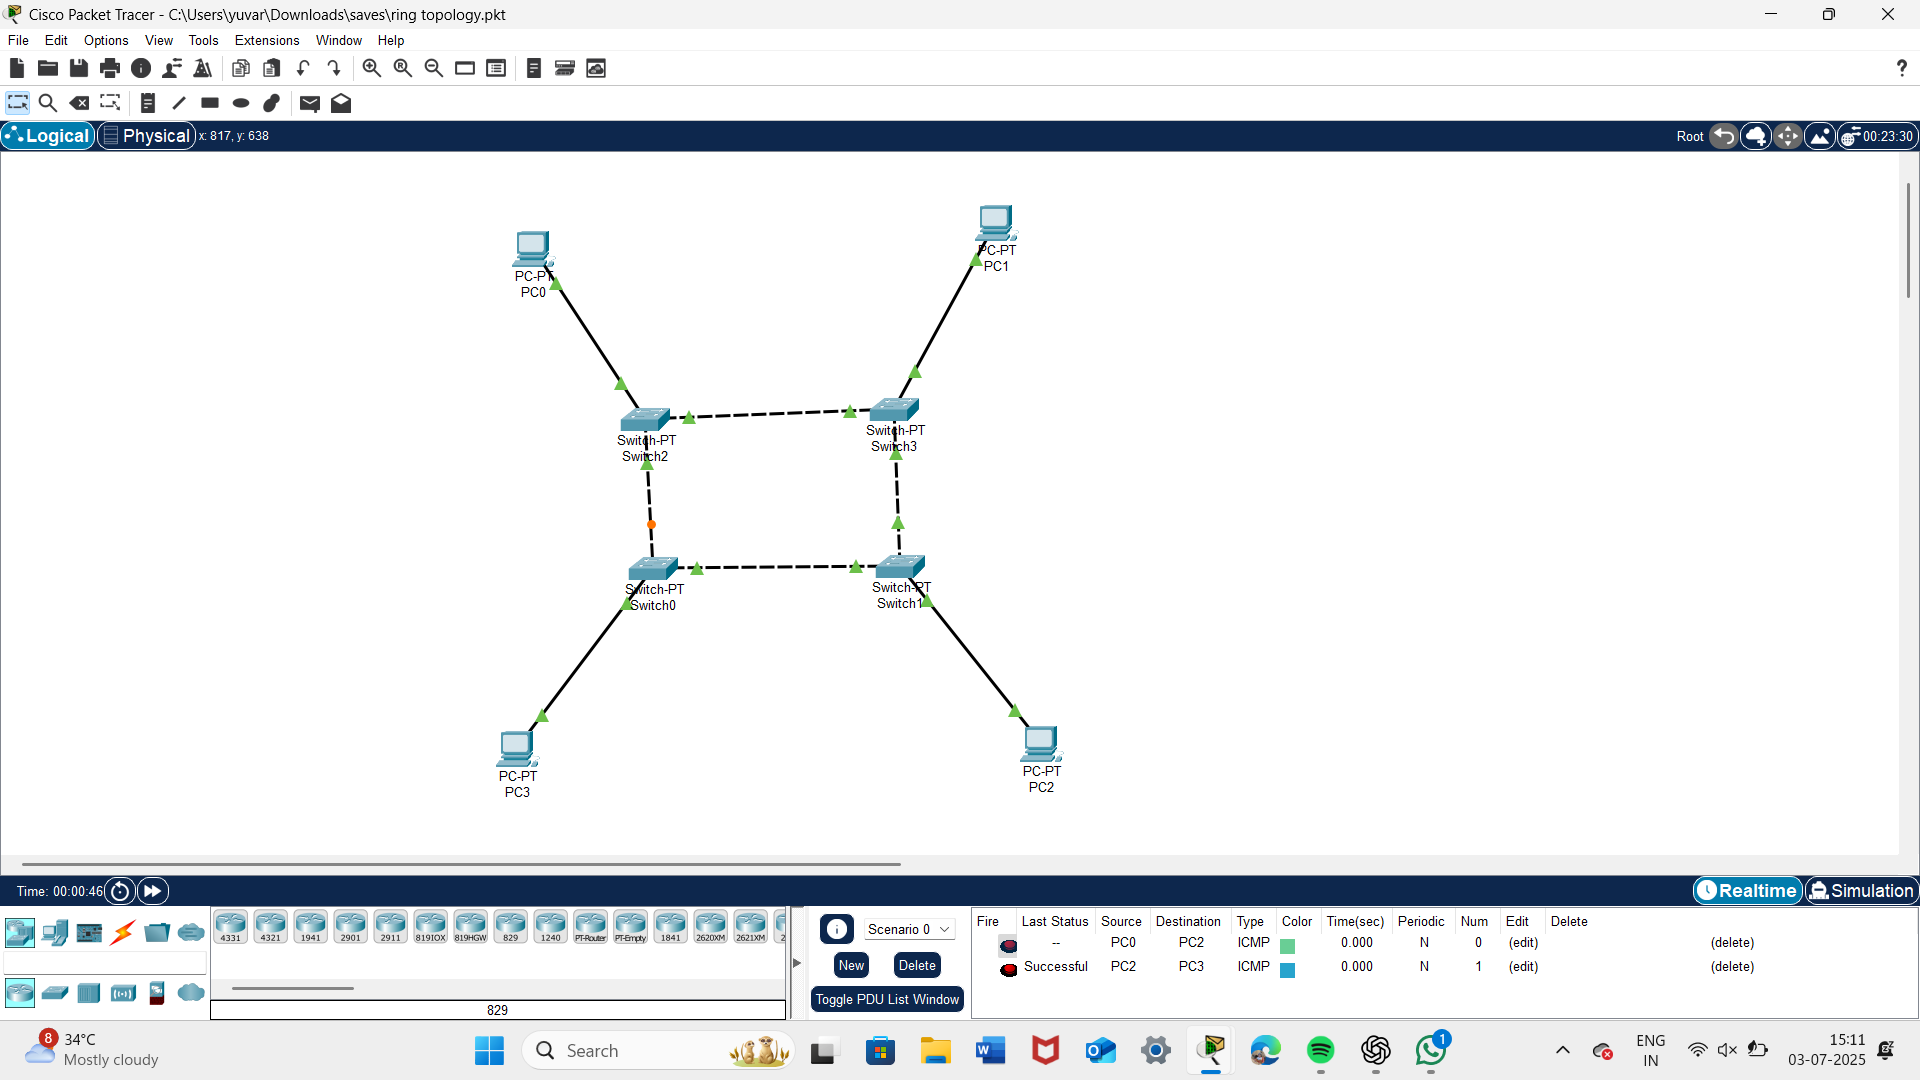 Cisco Packet Tracer - C:\Users\yuvar\Downloads\saves\ring topology.pkt
File Edit Options View Tools Extensions Window Help
?
Logical Physical x: 817, y: 638 Root 00:23:30
PC-PT
PC1
PC-PT
PC0
Switch-PT
Switch3
Switch-PT
Switch2
Switch-PT
Switch0
Switch-PT
Switch1
PC-PT
PC3
PC-PT
PC2
Time: 00:00:46 Realtime Simulation
4331 4321 1941 2901 2911 819IOX 819HGW 829 1240 PT-Router PT-Empty 1841 2620XM 2621XM 2
829
Scenario 0
New Delete
Toggle PDU List Window
Fire Last Status Source Destination Type Color Time(sec) Periodic Num Edit Delete
-- PC0 PC2 ICMP 0.000 N 0 (edit) (delete)
Successful PC2 PC3 ICMP 0.000 N 1 (edit) (delete)
8 34°C
Mostly cloudy
Search
W
1
ENG
IN
15:11
03-07-2025